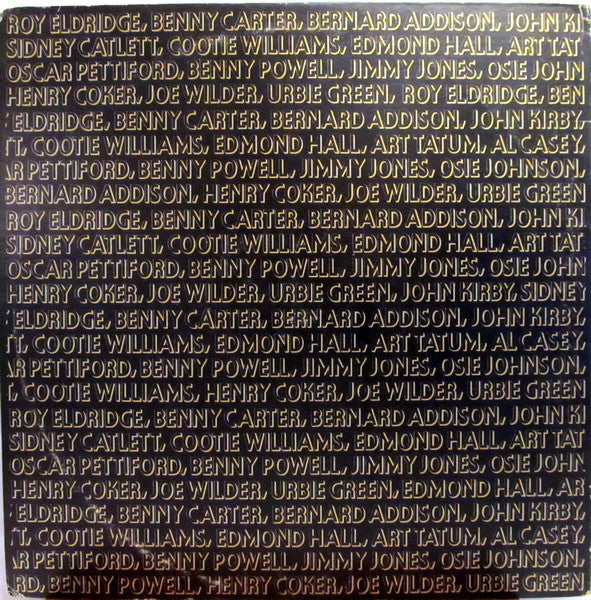 ROY ELDRIDGE, BENNY CARTER, BERNARD ADDISON, JOHN KI
SIDNEY CATLETT, COOTIE WILLIAMS, EDMOND HALL, ART TAT
OSCAR PETTIFORD, BENNY POWELL, JIMMY JONES, OSIE JOHN
HENRY COKER, JOE WILDER, URBIE GREEN, ROY ELDRIDGE, BEN
' ELDRIDGE, BENNY CARTER, BERNARD ADDISON, JOHN KIRBY,
TT, COOTIE WILLIAMS, EDMOND HALL, ART TATUM, AL CASEY,
AR PETTIFORD, BENNY POWELL, JIMMY JONES, OSIE JOHNSON,
BERNARD ADDISON, HENRY COKER, JOE WILDER, URBIE GREEN
ROY ELDRIDGE, BENNY CARTER, BERNARD ADDISON, JOHN KI
SIDNEY CATLETT, COOTIE WILLIAMS, EDMOND HALL, ART TAT
OSCAR PETTIFORD, BENNY POWELL, JIMMY JONES, OSIE JOHN
HENRY COKER, JOE WILDER, URBIE GREEN, JOHN KIRBY, SIDNEY
' ELDRIDGE, BENNY CARTER, BERNARD ADDISON, JOHN KIRBY,
TT, COOTIE WILLIAMS, EDMOND HALL, ART TATUM, AL CASEY,
AR PETTIFORD, BENNY POWELL, JIMMY JONES, OSIE JOHNSON,
, COOTIE WILLIAMS, HENRY COKER, JOE WILDER, URBIE GREEN
ROY ELDRIDGE, BENNY CARTER, BERNARD ADDISON, JOHN KI
SIDNEY CATLETT, COOTIE WILLIAMS, EDMOND HALL, ART TAT
OSCAR PETTIFORD, BENNY POWELL, JIMMY JONES, OSIE JOHN
HENRY COKER, JOE WILDER, URBIE GREEN, EDMOND HALL, AR
' ELDRIDGE, BENNY CARTER, BERNARD ADDISON, JOHN KIRBY,
TT, COOTIE WILLIAMS, EDMOND HALL, ART TATUM, AL CASEY,
AR PETTIFORD, BENNY POWELL, JIMMY JONES, OSIE JOHNSON,
RD, BENNY POWELL, HENRY COKER, JOE WILDER, URBIE GREEN